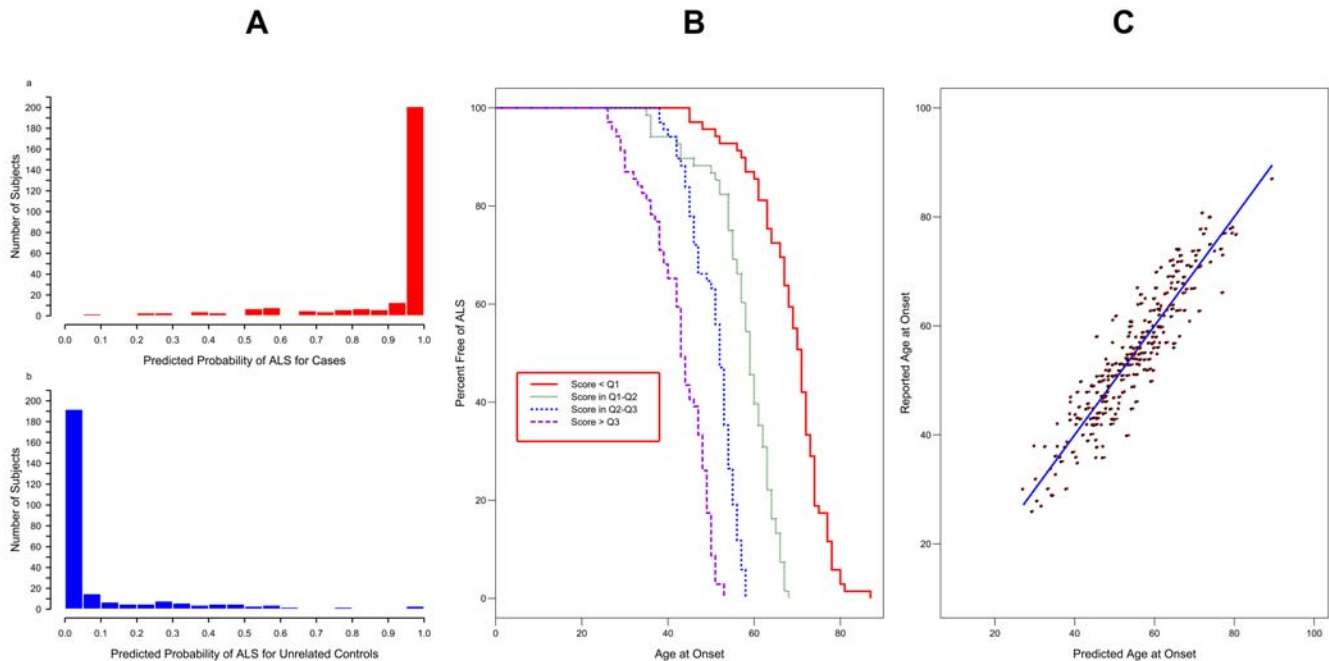 A
B
C
a
Number of Subjects
200
180
160
140
120
100
80
60
40
20
0
0.0 0.1 0.2 0.3 0.4 0.5 0.6 0.7 0.8 0.9 1.0
Predicted Probability of ALS for Cases
b
Number of Subjects
200
180
160
140
120
100
80
60
40
20
0
0.0 0.1 0.2 0.3 0.4 0.5 0.6 0.7 0.8 0.9 1.0
Predicted Probability of ALS for Unrelated Controls
Percent Free of ALS
100
80
60
40
20
0
Score < Q1
Score in Q1-Q2
Score in Q2-Q3
Score > Q3
0 20 40 60 80
Age at Onset
Reported Age at Onset
100
80
60
40
20
0
20 40 60 80 100
Predicted Age at Onset